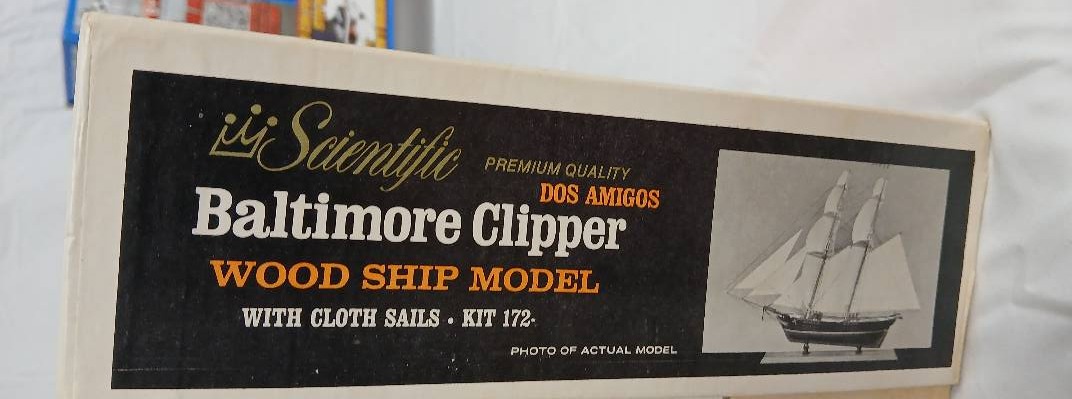 Scientific PREMIUM QUALITY
DOS AMIGOS
Baltimore Clipper
WOOD SHIP MODEL
WITH CLOTH SAILS • KIT 172-
PHOTO OF ACTUAL MODEL